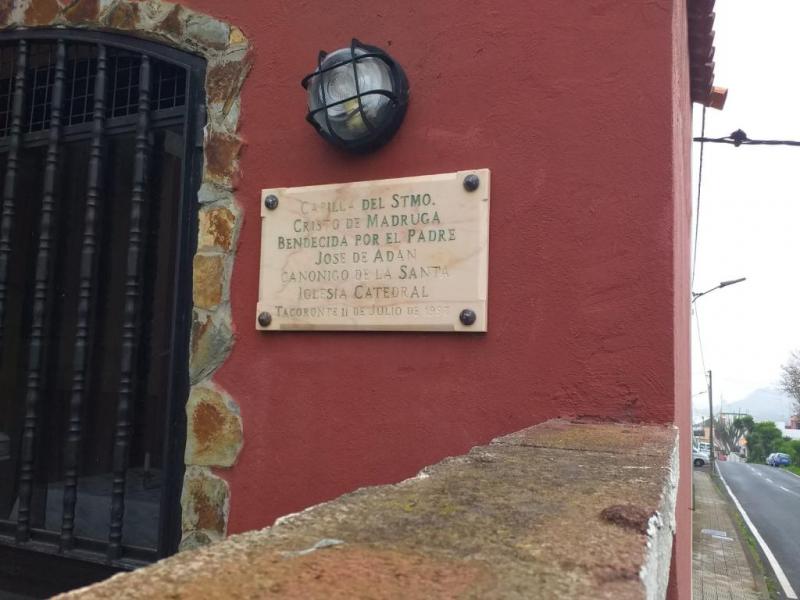 CAPILLA DEL STMO.
CRISTO DE MADRUGA
BENDECIDA POR EL PADRE
JOSE DE ADAN
CANONIGO DE LA SANTA
IGLESIA CATEDRAL
TACORONTE 11 DE JULIO DE